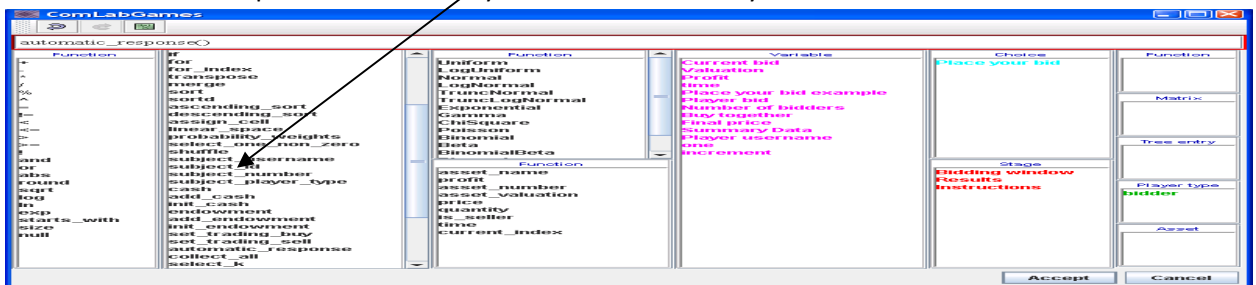 ComLabGames
automatic_response()
Function
+
-
*
/
%
^
=
!=
<
<=
>
>=
!
and
or
abs
round
sqrt
log
ln
exp
starts_with
size
null
if
for
for_index
transpose
merge
sort
sortd
ascending_sort
descending_sort
assign_cell
linear_space
probability_weights
select_one_non_zero
shuffle
subject_username
subject_id
subject_number
subject_player_type
cash
add_cash
init_cash
endowment
add_endowment
init_endowment
set_trading_buy
set_trading_sell
automatic_response
collect_all
select_k
Function
Uniform
LogUniform
Normal
LogNormal
TruncNormal
TruncLogNormal
Exponential
Gamma
ChiSquare
Poisson
Binomial
Beta
BinomialBeta
Function
asset_name
profit
asset_number
asset_valuation
price
quantity
is_seller
time
current_index
Variable
Current bid
Valuation
Profit
time
Place your bid example
Player bid
Number of bidders
Buy together
Final price
Summary Data
Player username
one
increment
Choice
Place your bid
Stage
Bidding window
Results
Instructions
Function
Matrix
Tree entry
Player type
bidder
Asset
Accept
Cancel